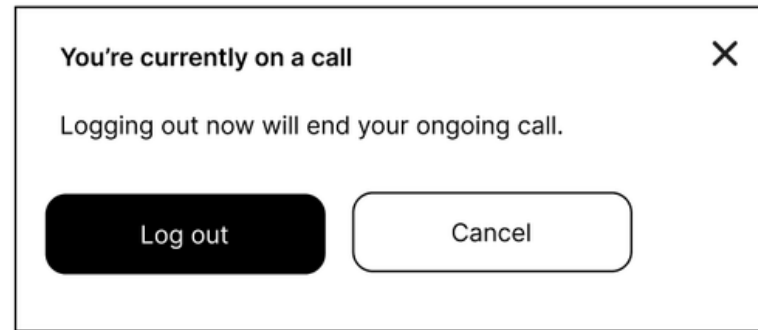 You’re currently on a call
Logging out now will end your ongoing call.
Log out
Cancel